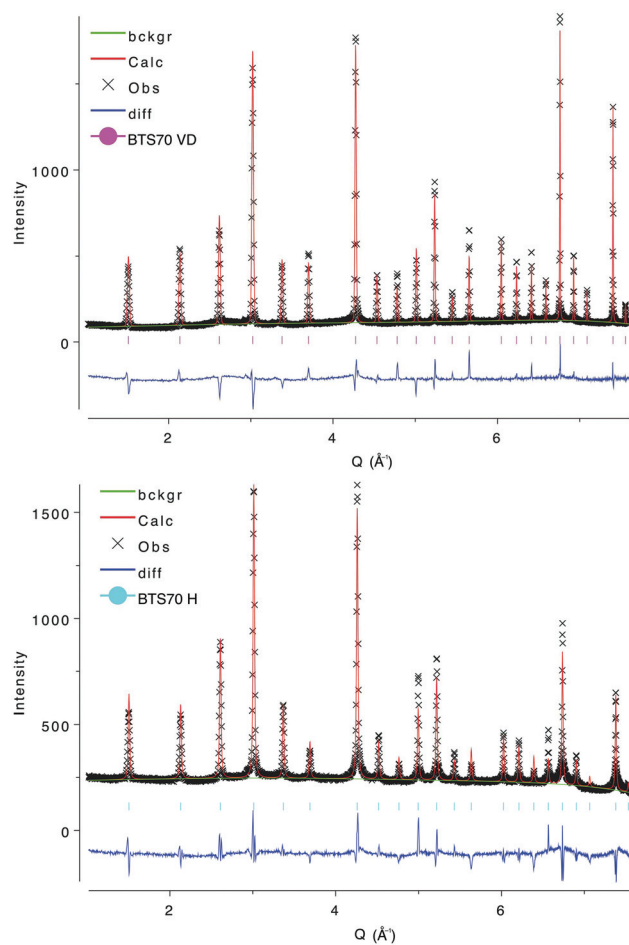 bckgr
Calc
Obs
diff
BTS70 VD
1000
0
Intensity
2 4 6
Q (Å⁻¹)
bckgr
Calc
Obs
diff
BTS70 H
1500
1000
500
0
Intensity
2 4 6
Q (Å⁻¹)